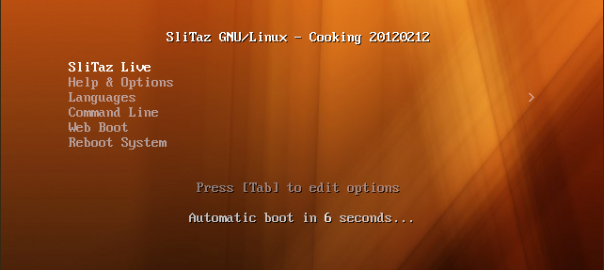 SliTaz GNU/Linux - Cooking 20120212
SliTaz Live
Help & Options
Languages
>
Command Line
Web Boot
Reboot System
Press [Tab] to edit options
Automatic boot in 6 seconds...